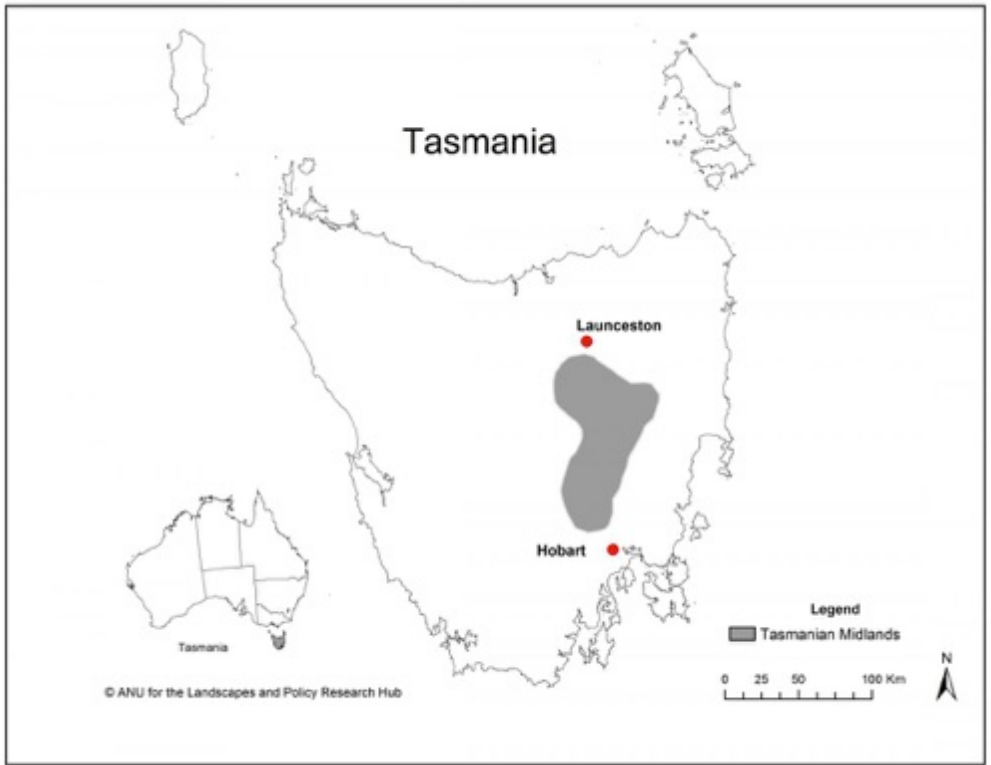 Tasmania
Launceston
Hobart
Tasmania
Legend
Tasmanian Midlands
N
0 25 50 100 Km
© ANU for the Landscapes and Policy Research Hub